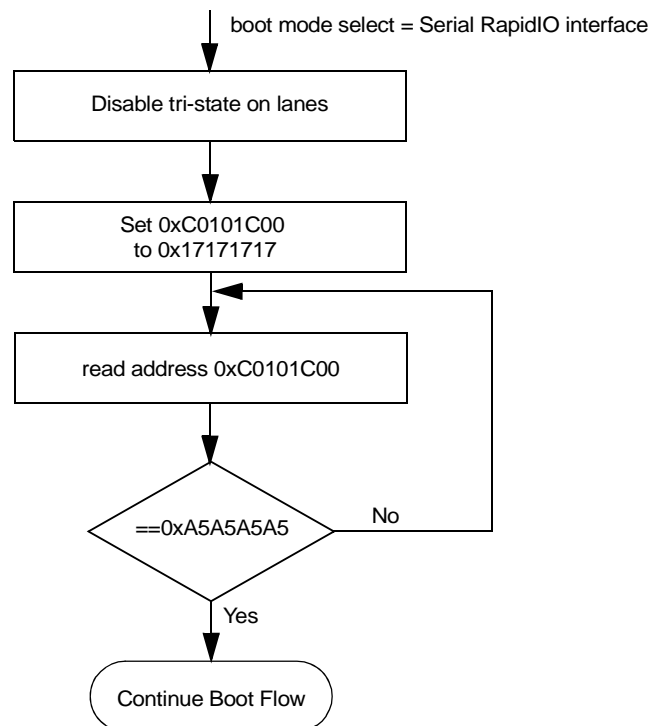 boot mode select = Serial RapidIO interface
Disable tri-state on lanes
Set 0xC0101C00
to 0x17171717
read address 0xC0101C00
==0xA5A5A5A5
No
Yes
Continue Boot Flow